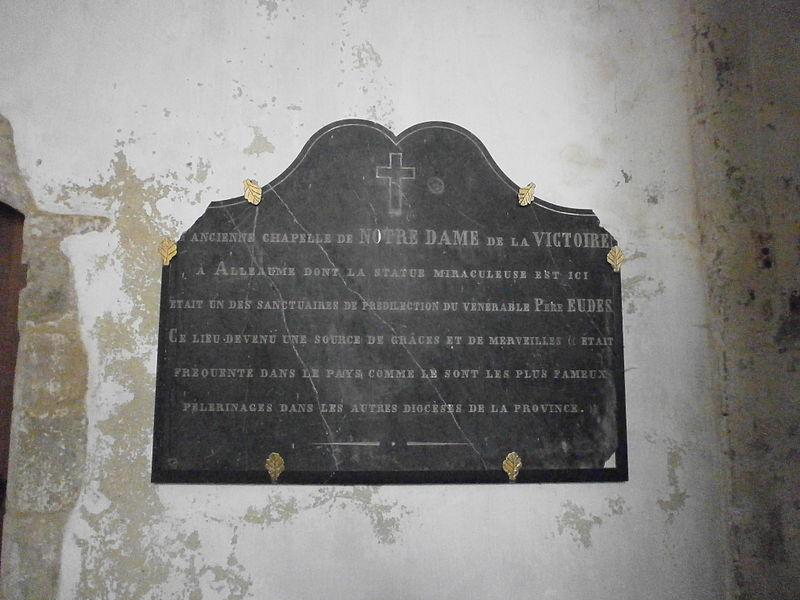 ANCIENNE CHAPELLE DE NOTRE DAME DE LA VICTOIRE
A ALLEAUME DONT LA STATUE MIRACULEUSE EST ICI
ETAIT UN DES SANCTUAIRES DE PREDILECTION DU VENERABLE PERE EUDES
CE LIEU DEVENU UNE SOURCE DE GRÂCES ET DE MERVEILLES (( ETAIT
FREQUENTE DANS LE PAYS COMME LE SONT LES PLUS FAMEUX
PELERINAGES DANS LES AUTRES DIOCESES DE LA PROVINCE. ))